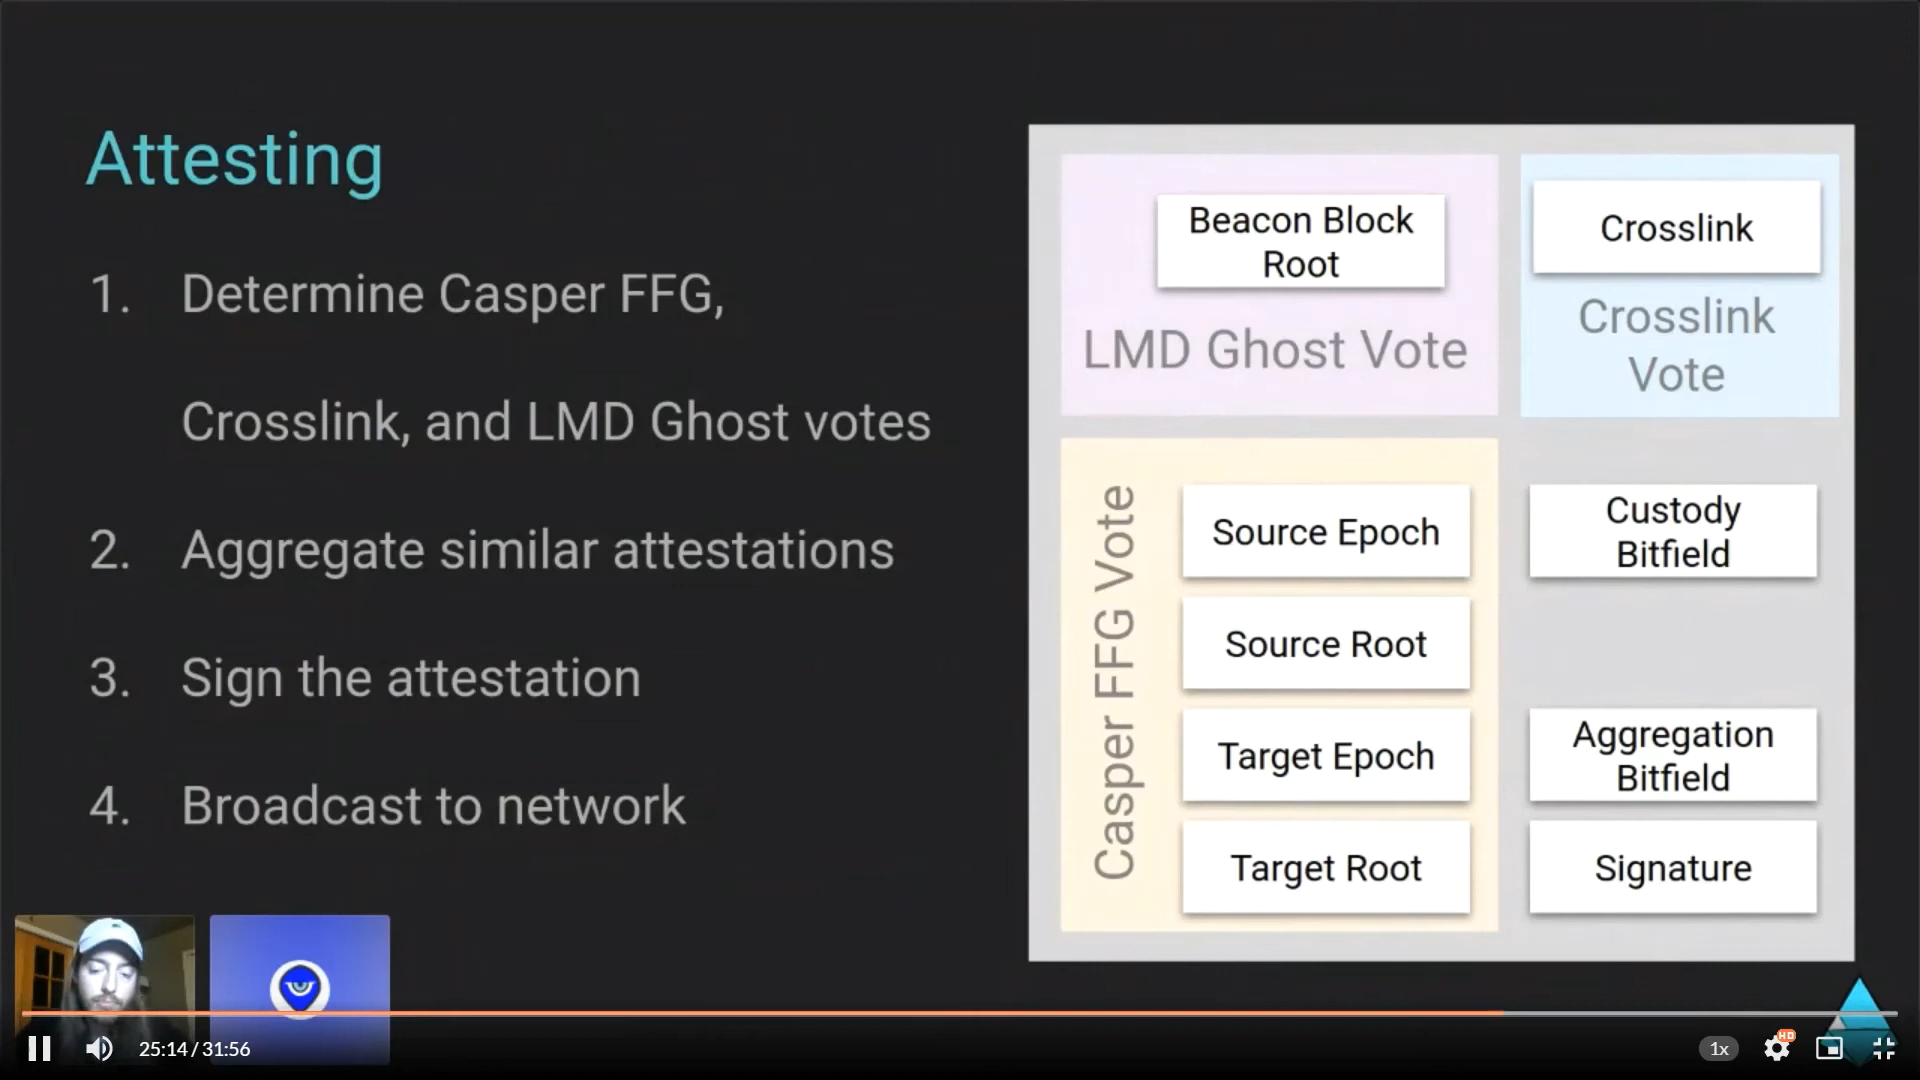 Attesting
1. Determine Casper FFG,
Crosslink, and LMD Ghost votes
2. Aggregate similar attestations
3. Sign the attestation
4. Broadcast to network
Beacon Block
Root
LMD Ghost Vote
Crosslink
Crosslink
Vote
Casper FFG Vote
Source Epoch
Source Root
Target Epoch
Target Root
Custody
Bitfield
Aggregation
Bitfield
Signature
25:14 / 31:56
1x
HD